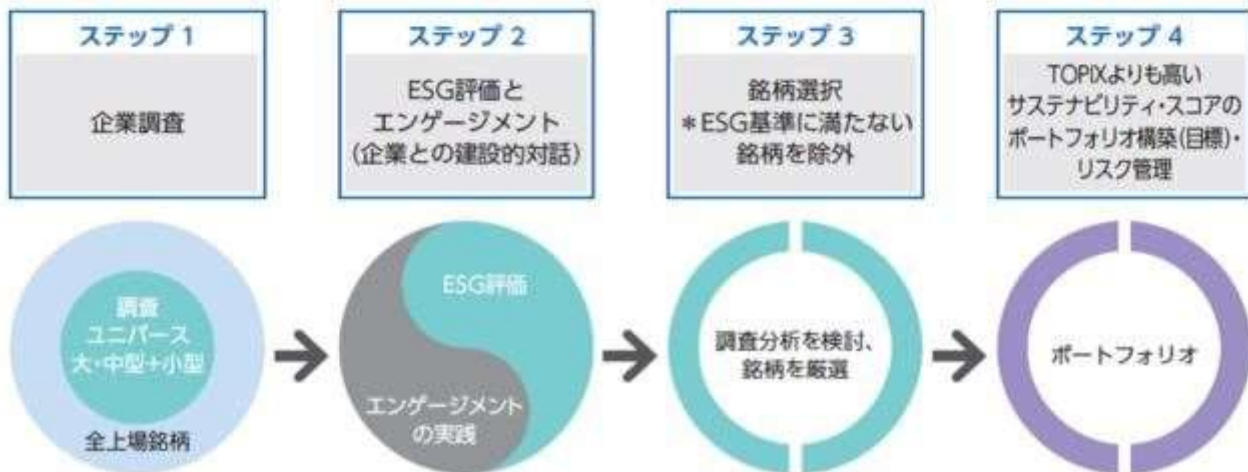 ステップ 1
企業調査
ステップ 2
ESG評価と
エンゲージメント
(企業との建設的対話)
ステップ 3
銘柄選択
＊ESG基準に満たない
銘柄を除外
ステップ 4
TOPIXよりも高い
サステナビリティ・スコアの
ポートフォリオ構築(目標)・
リスク管理
調査
ユニバース
大・中型＋小型
全上場銘柄
ESG評価
エンゲージメント
の実践
調査分析を検討、
銘柄を厳選
ポートフォリオ